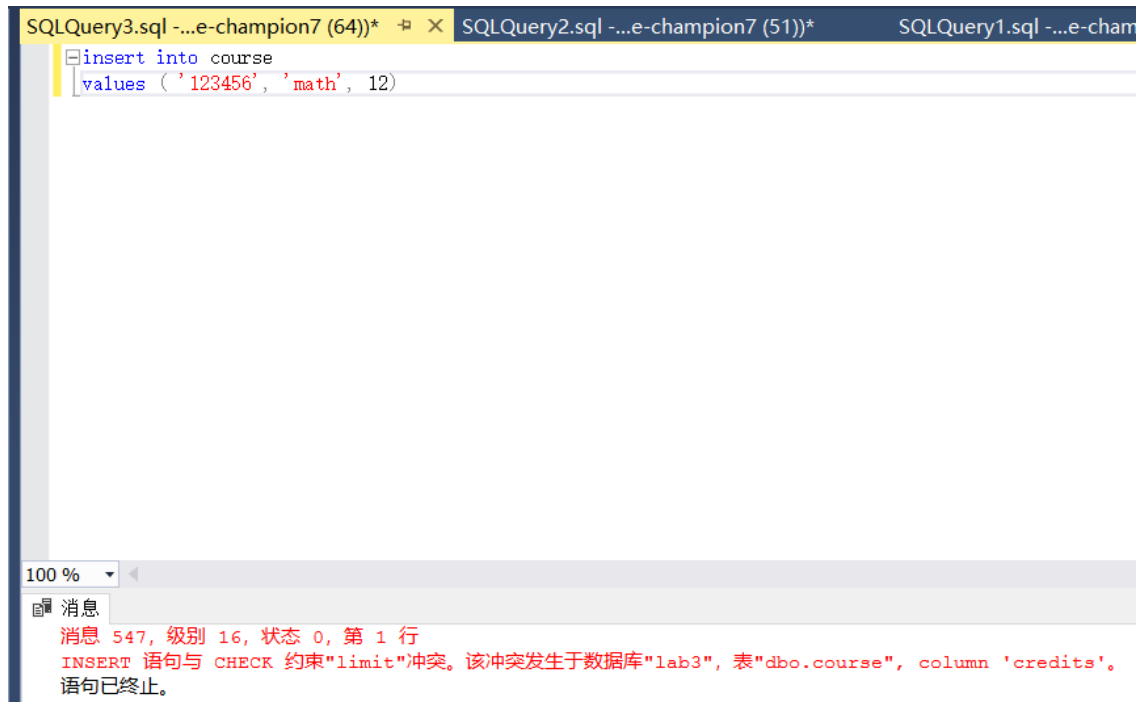 SQLQuery3.sql -...e-champion7 (64))* SQLQuery2.sql -...e-champion7 (51))* SQLQuery1.sql -...e-cham
insert into course
values ( '123456', 'math', 12)
100 %
消息
消息 547, 级别 16, 状态 0, 第 1 行
INSERT 语句与 CHECK 约束"limit"冲突。该冲突发生于数据库"lab3", 表"dbo.course", column 'credits'。
语句已终止。